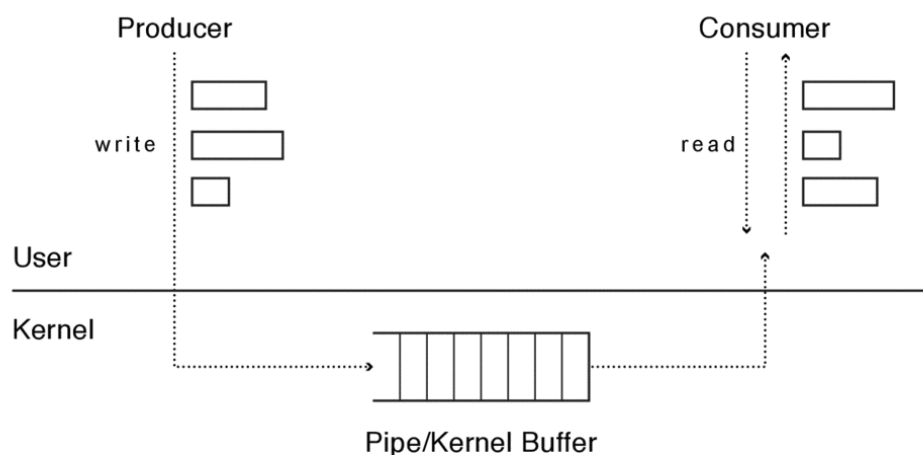 Producer
Consumer
write
read
User
Kernel
Pipe/Kernel Buffer